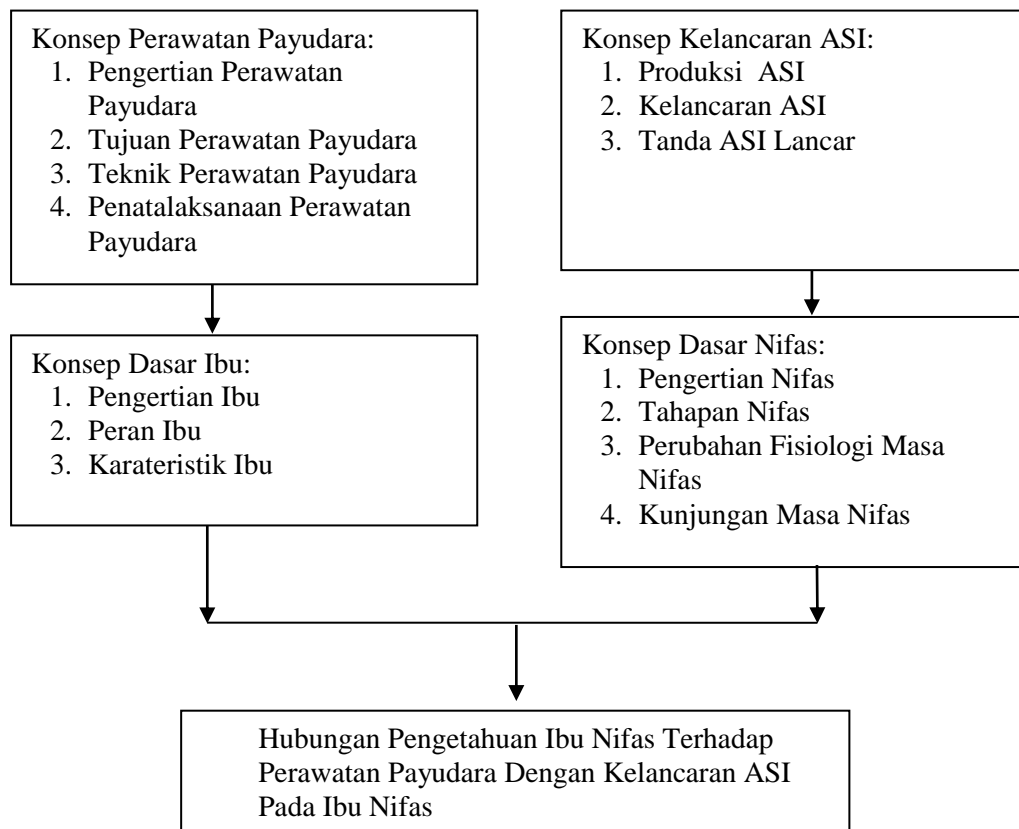 Konsep Perawatan Payudara:
1. Pengertian Perawatan
Payudara
2. Tujuan Perawatan Payudara
3. Teknik Perawatan Payudara
4. Penatalaksanaan Perawatan
Payudara
Konsep Kelancaran ASI:
1. Produksi ASI
2. Kelancaran ASI
3. Tanda ASI Lancar
Konsep Dasar Ibu:
1. Pengertian Ibu
2. Peran Ibu
3. Karateristik Ibu
Konsep Dasar Nifas:
1. Pengertian Nifas
2. Tahapan Nifas
3. Perubahan Fisiologi Masa
Nifas
4. Kunjungan Masa Nifas
Hubungan Pengetahuan Ibu Nifas Terhadap
Perawatan Payudara Dengan Kelancaran ASI
Pada Ibu Nifas